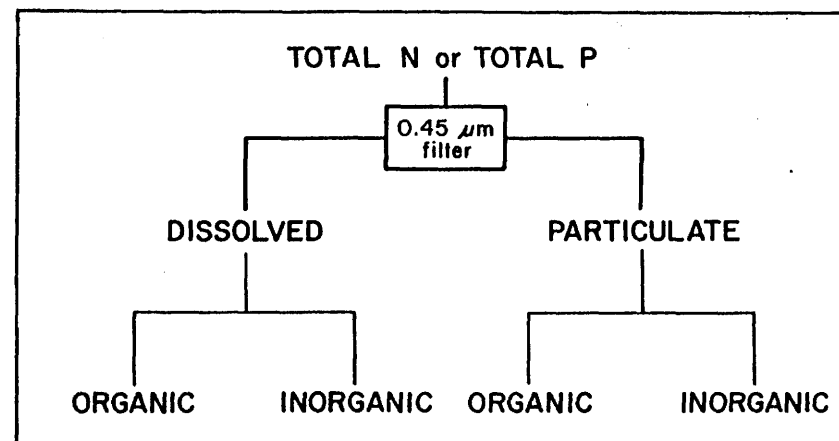 TOTAL N or TOTAL P
0.45 μm
filter
DISSOLVED PARTICULATE
ORGANIC INORGANIC ORGANIC INORGANIC